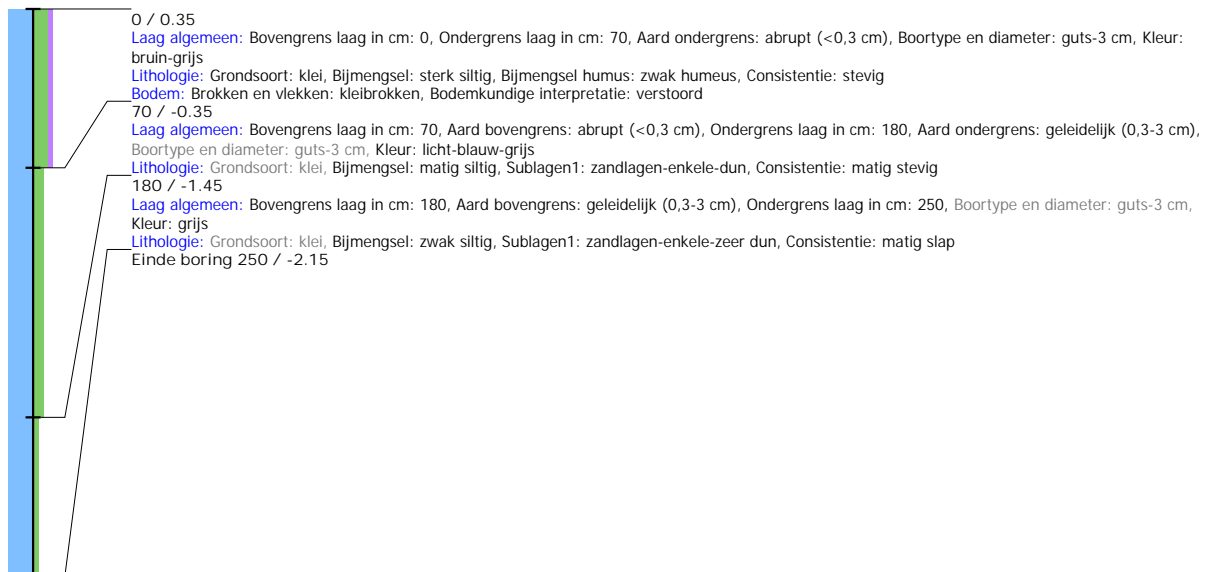 0 / 0.35
Laag algemeen: Bovengrens laag in cm: 0, Ondergrens laag in cm: 70, Aard ondergrens: abrupt (<0,3 cm), Boortype en diameter: guts-3 cm, Kleur:
bruin-grijs
Lithologie: Grondsoort: klei, Bijmengsel: sterk siltig, Bijmengsel humus: zwak humeus, Consistentie: stevig
Bodem: Brokken en vlekken: kleibrokken, Bodemkundige interpretatie: verstoord
70 / -0.35
Laag algemeen: Bovengrens laag in cm: 70, Aard bovengrens: abrupt (<0,3 cm), Ondergrens laag in cm: 180, Aard ondergrens: geleidelijk (0,3-3 cm),
Boortype en diameter: guts-3 cm, Kleur: licht-blauw-grijs
Lithologie: Grondsoort: klei, Bijmengsel: matig siltig, Sublagen1: zandlagen-enkele-dun, Consistentie: matig stevig
180 / -1.45
Laag algemeen: Bovengrens laag in cm: 180, Aard bovengrens: geleidelijk (0,3-3 cm), Ondergrens laag in cm: 250, Boortype en diameter: guts-3 cm,
Kleur: grijs
Lithologie: Grondsoort: klei, Bijmengsel: zwak siltig, Sublagen1: zandlagen-enkele-zeer dun, Consistentie: matig slap
Einde boring 250 / -2.15